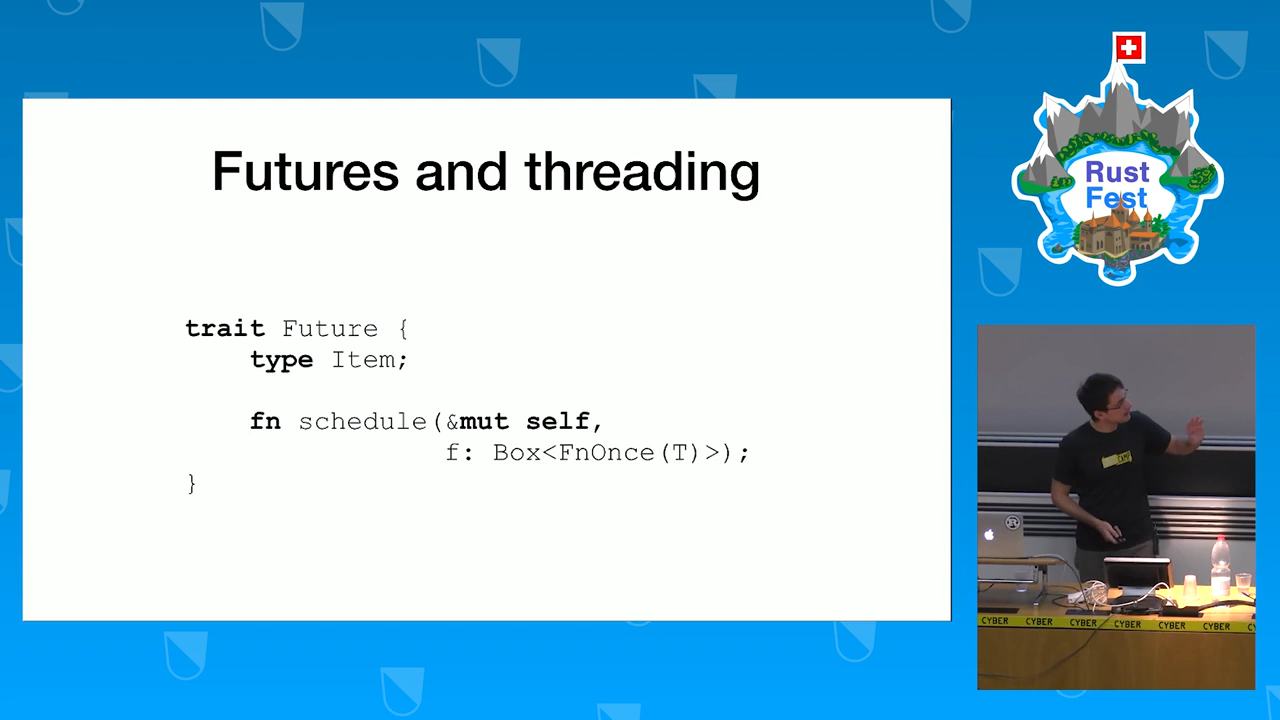 Futures and threading
trait Future {
    type Item;
    fn schedule(&mut self,
                f: Box<FnOnce(T)>);
}
Rust
Fest
CYBER CYBER CYBER CYBER CYBER CYBER